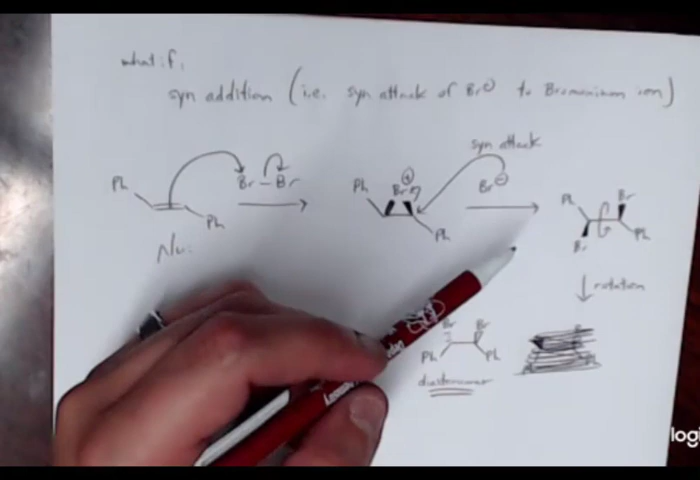 what if:
syn addition (i.e. syn attack of Br⊖ to Bromonium ion)
syn attack
Ph Br–Br Ph Br⊕ Br⊖ Ph Br
Ph Ph Br Ph
Nu:
↓ rotation
Br Br
Ph Ph
diastereomer
logi